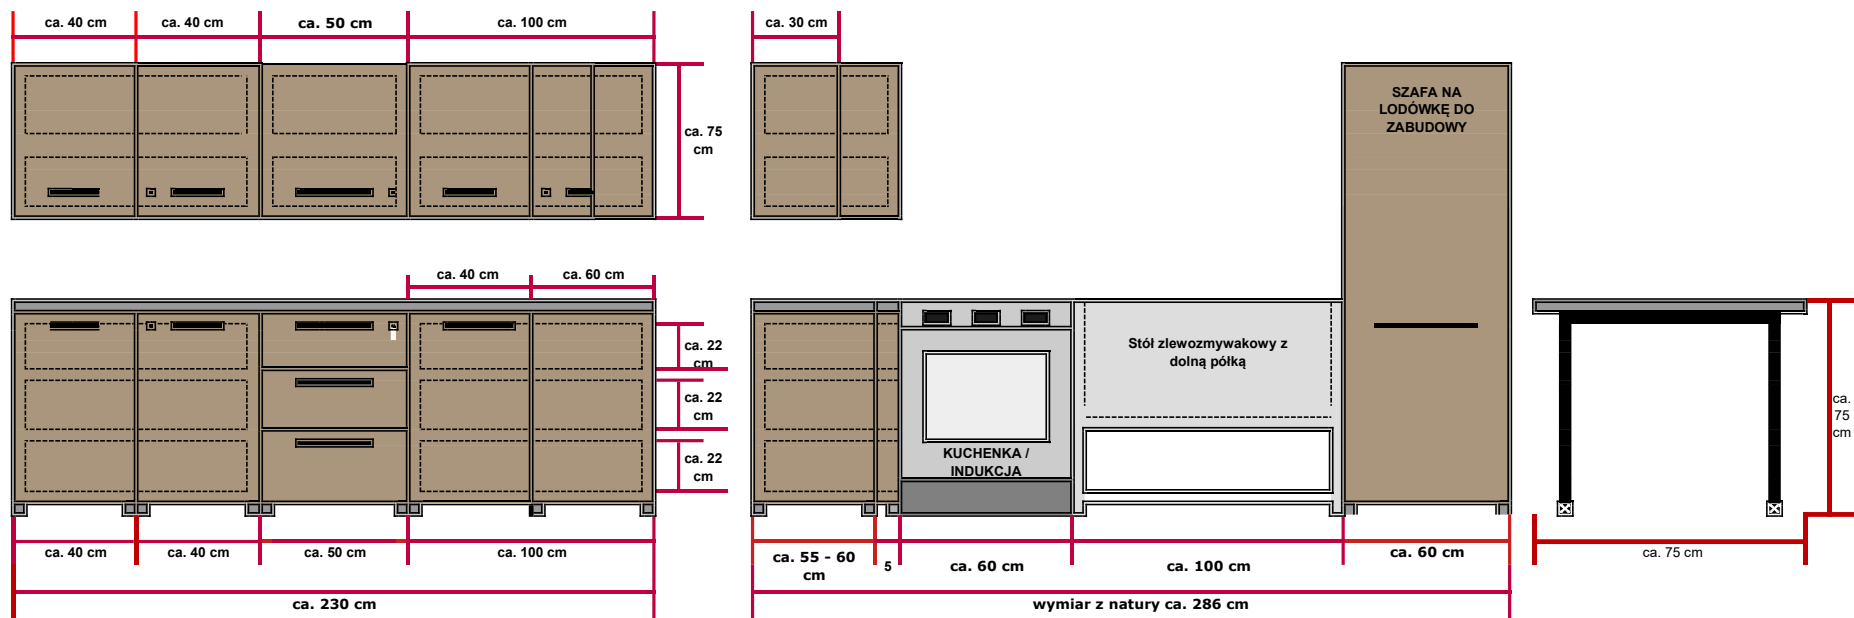 ca. 40 cm
ca. 40 cm
ca. 50 cm
ca. 100 cm
ca. 30 cm
ca. 75
cm
SZAFA NA
LODÓWKĘ DO
ZABUDOWY
ca. 40 cm
ca. 60 cm
ca. 22
cm
ca. 22
cm
ca. 22
cm
KUCHENKA /
INDUKCJA
Stół zlewozmywakowy z
dolną półką
ca.
75
cm
ca. 40 cm
ca. 40 cm
ca. 50 cm
ca. 100 cm
ca. 230 cm
ca. 55 - 60
cm
5
ca. 60 cm
ca. 100 cm
ca. 60 cm
wymiar z natury ca. 286 cm
ca. 75 cm